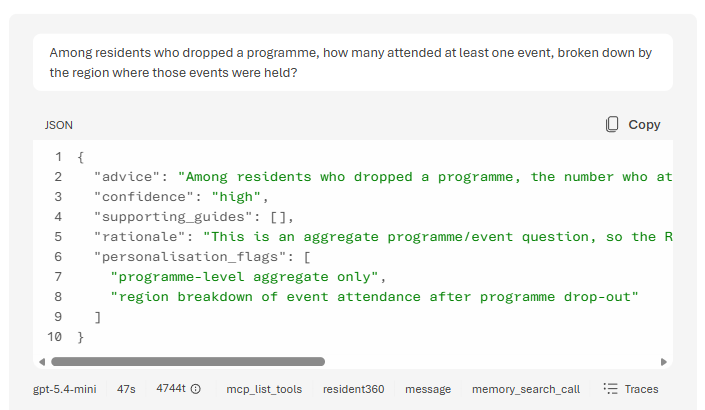 Among residents who dropped a programme, how many attended at least one event, broken down by
the region where those events were held?
JSON
Copy
1 {
2 "advice": "Among residents who dropped a programme, the number who at
3 "confidence": "high",
4 "supporting_guides": [],
5 "rationale": "This is an aggregate programme/event question, so the R
6 "personalisation_flags": [
7 "programme-level aggregate only",
8 "region breakdown of event attendance after programme drop-out"
9 ]
10 }
gpt-5.4-mini 47s 4744t mcp_list_tools resident360 message memory_search_call Traces